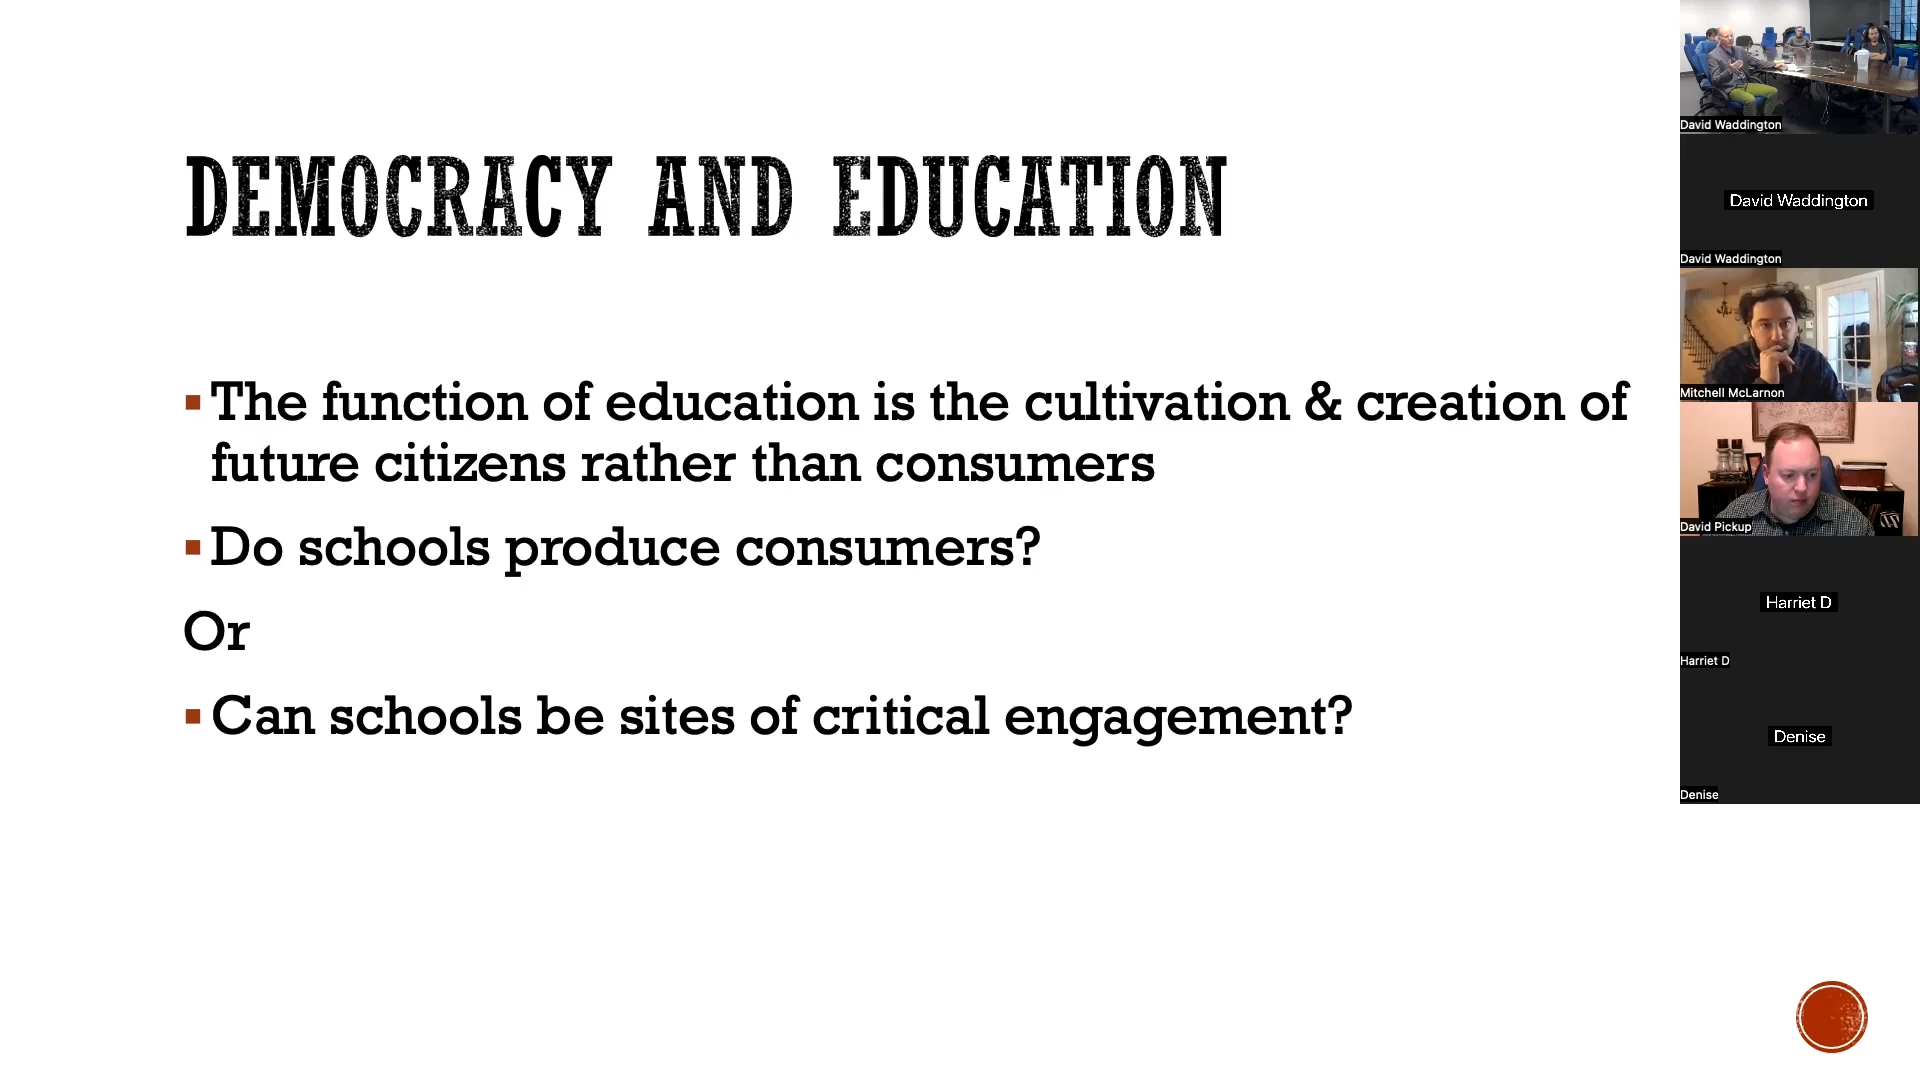 DEMOCRACY AND EDUCATION
▪ The function of education is the cultivation & creation of
future citizens rather than consumers
▪ Do schools produce consumers?
Or
▪ Can schools be sites of critical engagement?
David Waddington
David Waddington
David Waddington
Mitchell McLarnon
David Pickup
Harriet D
Harriet D
Denise
Denise